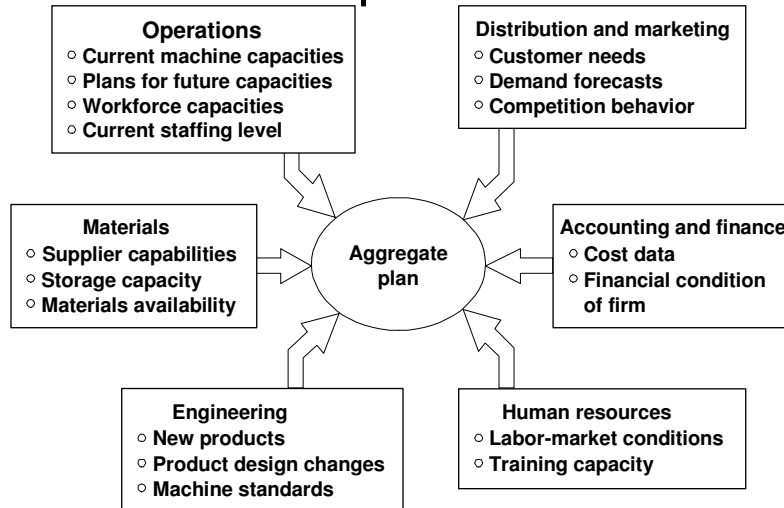 Operations
○ Current machine capacities
○ Plans for future capacities
○ Workforce capacities
○ Current staffing level
Distribution and marketing
○ Customer needs
○ Demand forecasts
○ Competition behavior
Materials
○ Supplier capabilities
○ Storage capacity
○ Materials availability
Aggregate
plan
Accounting and finance
○ Cost data
○ Financial condition
of firm
Engineering
○ New products
○ Product design changes
○ Machine standards
Human resources
○ Labor-market conditions
○ Training capacity